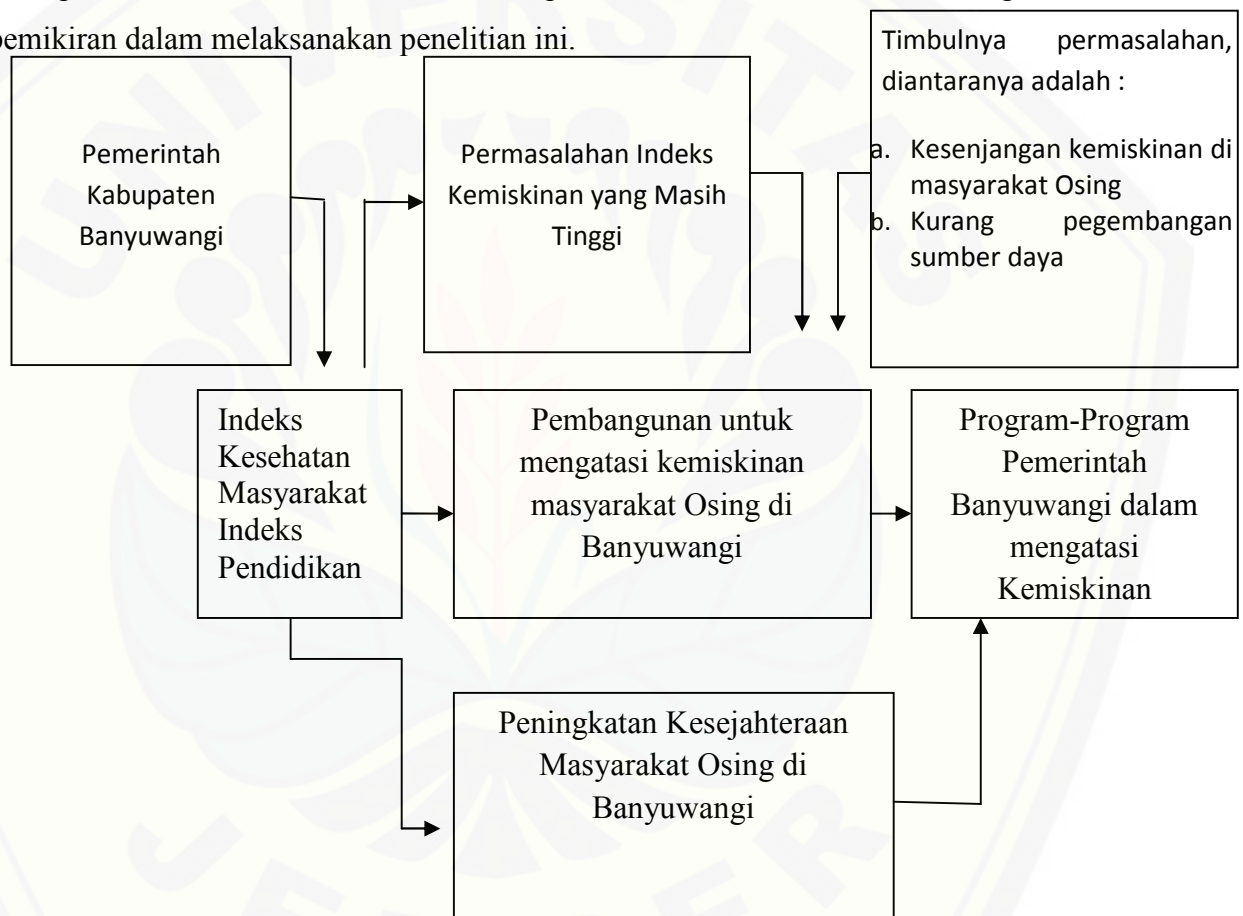 pemikiran dalam melaksanakan penelitian ini.
Pemerintah
Kabupaten
Banyuwangi
Permasalahan Indeks
Kemiskinan yang Masih
Tinggi
Timbulnya permasalahan,
diantaranya adalah :
a. Kesenjangan kemiskinan di
masyarakat Osing
b. Kurang pegembangan
sumber daya
Indeks
Kesehatan
Masyarakat
Indeks
Pendidikan
Pembangunan untuk
mengatasi kemiskinan
masyarakat Osing di
Banyuwangi
Program-Program
Pemerintah
Banyuwangi dalam
mengatasi
Kemiskinan
Peningkatan Kesejahteraan
Masyarakat Osing di
Banyuwangi
UNIVERSITAS
JEMBER